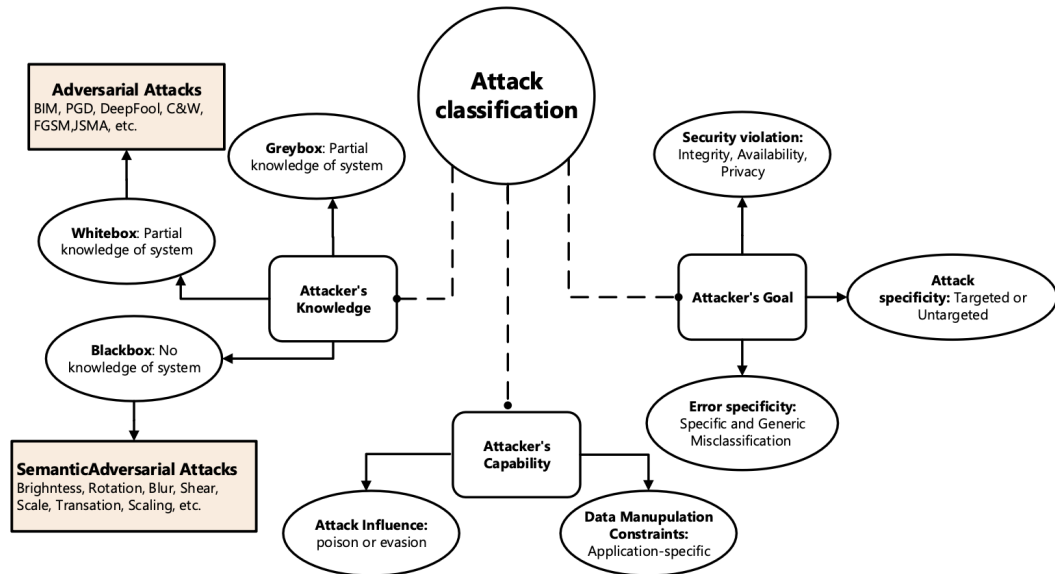 Attack
classification
Adversarial Attacks
BIM, PGD, DeepFool, C&W,
FGSM,JSMA, etc.
Greybox: Partial
knowledge of system
Whitebox: Partial
knowledge of system
Attacker's
Knowledge
Blackbox: No
knowledge of system
SemanticAdversarial Attacks
Brighntess, Rotation, Blur, Shear,
Scale, Transation, Scaling, etc.
Attacker's
Capability
Attack Influence:
poison or evasion
Data Manupulation
Constraints:
Application-specific
Security violation:
Integrity, Availability,
Privacy
Attacker's Goal
Attack
specificity: Targeted or
Untargeted
Error specificity:
Specific and Generic
Misclassification